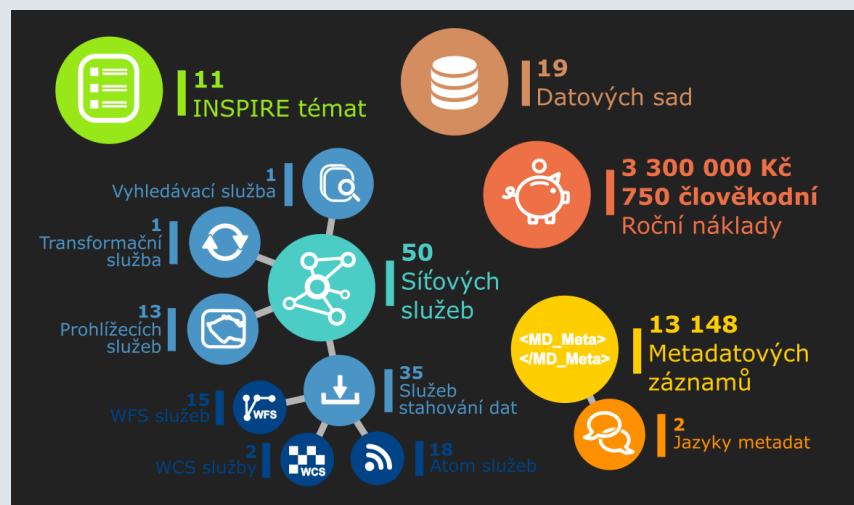 11
INSPIRE témat
19
Datových sad
3 300 000 Kč
750 člověkodní
Roční náklady
1
Vyhledávací služba
1
Transformační
služba
13
Prohlížecích
služeb
50
Síťových
služeb
35
Služeb
stahování dat
15
WFS služeb
WFS
2
WCS služby
WCS
18
Atom služeb
<MD_Meta>
</MD_Meta>
13 148
Metadatových
záznamů
2
Jazyky metadat